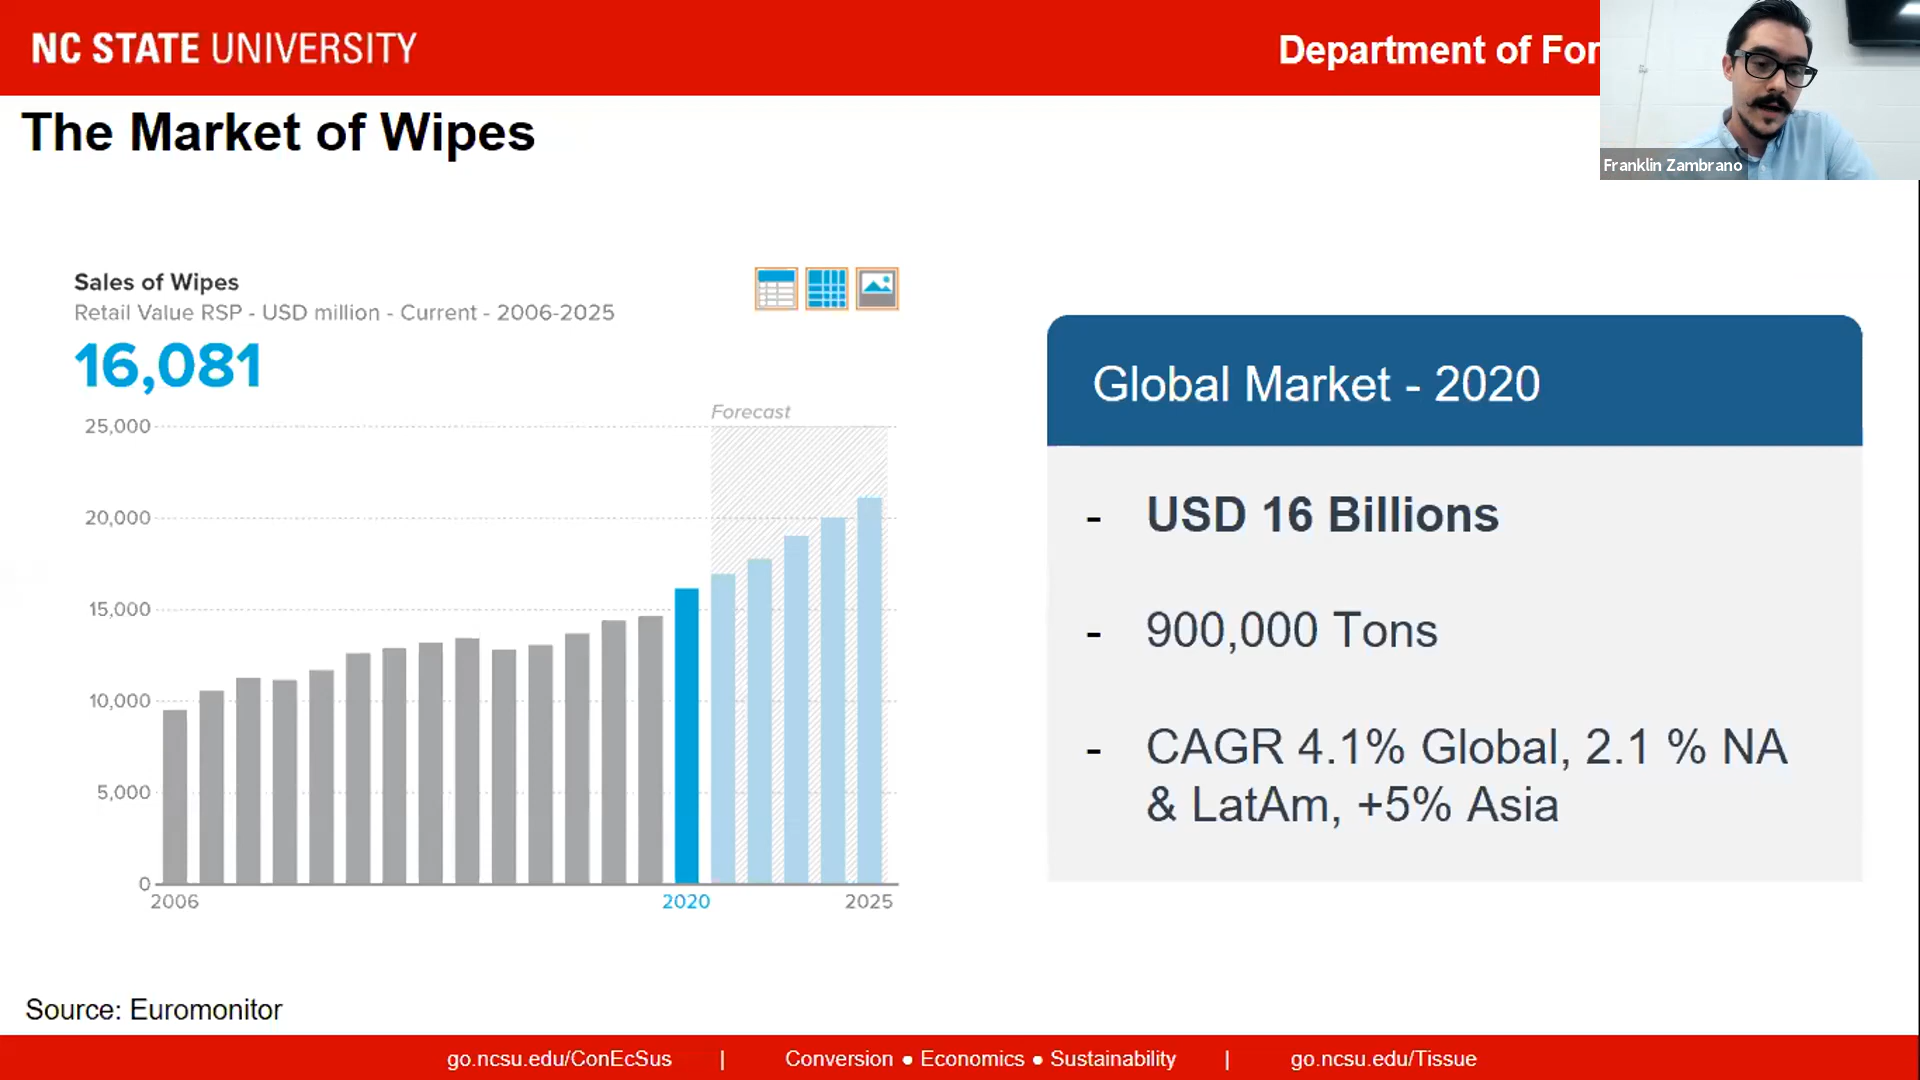 NC STATE UNIVERSITY
Department of For
Franklin Zambrano
The Market of Wipes
Sales of Wipes
Retail Value RSP - USD million - Current - 2006-2025
16,081
Forecast
25,000
20,000
15,000
10,000
5,000
0
2006
2020
2025
Global Market - 2020
- USD 16 Billions
- 900,000 Tons
- CAGR 4.1% Global, 2.1 % NA
& LatAm, +5% Asia
Source: Euromonitor
go.ncsu.edu/ConEcSus | Conversion ● Economics ● Sustainability | go.ncsu.edu/Tissue